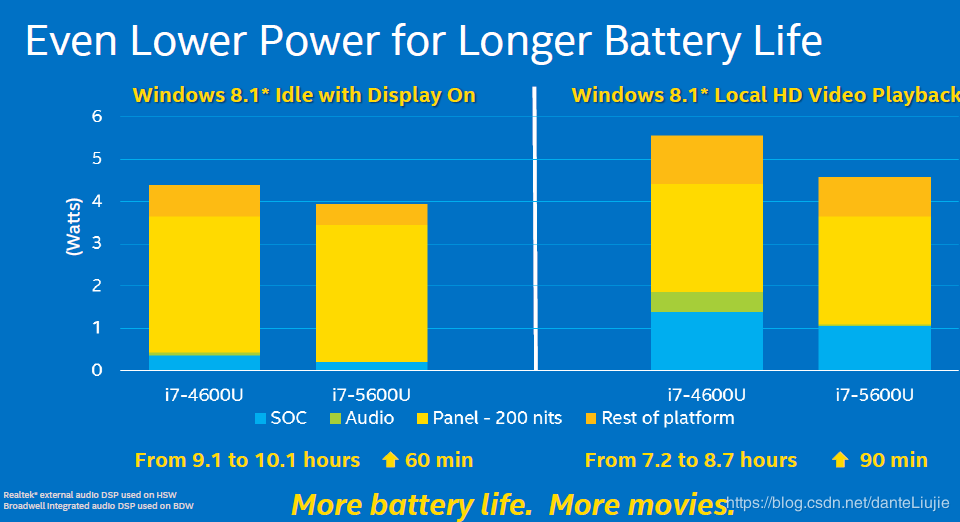 Even Lower Power for Longer Battery Life
Windows 8.1* Idle with Display On
Windows 8.1* Local HD Video Playback
(Watts)
6
5
4
3
2
1
0
i7-4600U
i7-5600U
i7-4600U
i7-5600U
SOC
Audio
Panel - 200 nits
Rest of platform
From 9.1 to 10.1 hours
60 min
From 7.2 to 8.7 hours
90 min
Realtek* external audio DSP used on HSW
Broadwell Integrated audio DSP used on BDW
More battery life. More movies.
https://blog.csdn.net/danteLiujie